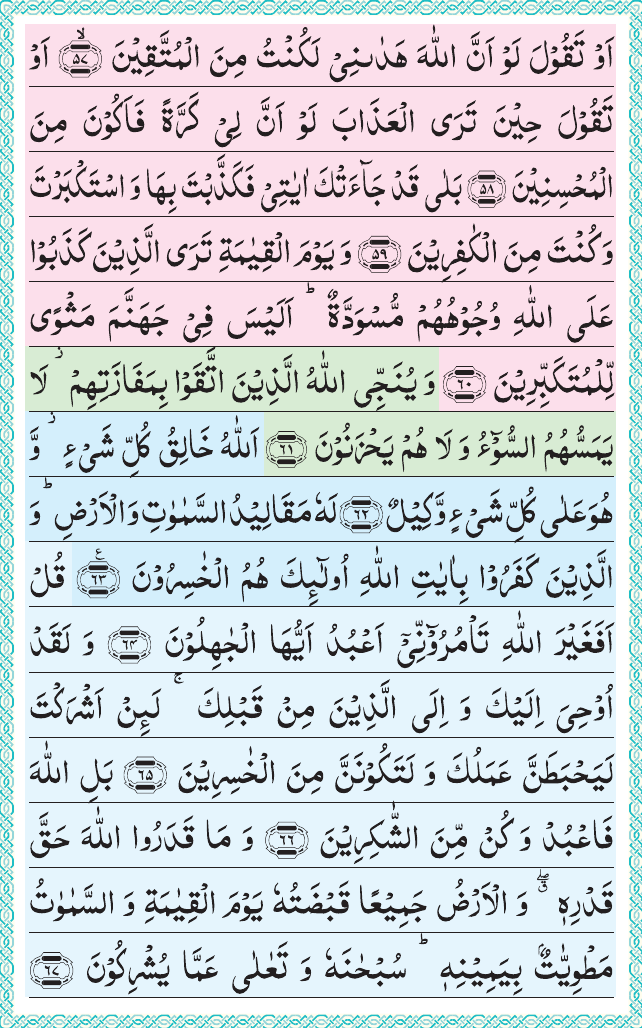 اَوْ تَقُوْلَ لَوْ اَنَّ اللّٰهَ هَدٰىنِیْ لَكُنْتُ مِنَ الْمُتَّقِیْنَۙ ﴿۵۷﴾ اَوْ
تَقُوْلَ حِیْنَ تَرَی الْعَذَابَ لَوْ اَنَّ لِیْ كَرَّةً فَاَكُوْنَ مِنَ
الْمُحْسِنِیْنَ ﴿۵۸﴾ بَلٰی قَدْ جَآءَتْكَ اٰیٰتِیْ فَكَذَّبْتَ بِهَا وَ اسْتَكْبَرْتَ
وَ كُنْتَ مِنَ الْكٰفِرِیْنَ ﴿۵۹﴾ وَ یَوْمَ الْقِیٰمَةِ تَرَی الَّذِیْنَ كَذَبُوْا
عَلَی اللّٰهِ وُجُوْهُهُمْ مُّسْوَدَّةٌ ؕ اَلَیْسَ فِیْ جَهَنَّمَ مَثْوًی
لِّلْمُتَكَبِّرِیْنَ ﴿۶۰﴾ وَ یُنَجِّی اللّٰهُ الَّذِیْنَ اتَّقَوْا بِمَفَازَتِهِمْ ؗ لَا
یَمَسُّهُمُ السُّوْٓءُ وَ لَا هُمْ یَحْزَنُوْنَ ﴿۶۱﴾ اَللّٰهُ خَالِقُ كُلِّ شَیْءٍ ؗ وَّ
هُوَ عَلٰی كُلِّ شَیْءٍ وَّكِیْلٌ ﴿۶۲﴾ لَهٗ مَقَالِیْدُ السَّمٰوٰتِ وَ الْاَرْضِ ؕ وَ
الَّذِیْنَ كَفَرُوْا بِاٰیٰتِ اللّٰهِ اُولٰٓئِكَ هُمُ الْخٰسِرُوْنَ ﴿۶۳﴾ ع قُلْ
اَفَغَیْرَ اللّٰهِ تَاْمُرُوْٓنِّیْۤ اَعْبُدُ اَیُّهَا الْجٰهِلُوْنَ ﴿۶۴﴾ وَ لَقَدْ
اُوْحِیَ اِلَیْكَ وَ اِلَی الَّذِیْنَ مِنْ قَبْلِكَ ۚ لَىِٕنْ اَشْرَكْتَ
لَیَحْبَطَنَّ عَمَلُكَ وَ لَتَكُوْنَنَّ مِنَ الْخٰسِرِیْنَ ﴿۶۵﴾ بَلِ اللّٰهَ
فَاعْبُدْ وَ كُنْ مِّنَ الشّٰكِرِیْنَ ﴿۶۶﴾ وَ مَا قَدَرُوا اللّٰهَ حَقَّ
قَدْرِهٖ ۖۗ وَ الْاَرْضُ جَمِیْعًا قَبْضَتُهٗ یَوْمَ الْقِیٰمَةِ وَ السَّمٰوٰتُ
مَطْوِیّٰتٌۢ بِیَمِیْنِهٖ ؕ سُبْحٰنَهٗ وَ تَعٰلٰی عَمَّا یُشْرِكُوْنَ ﴿۶۷﴾